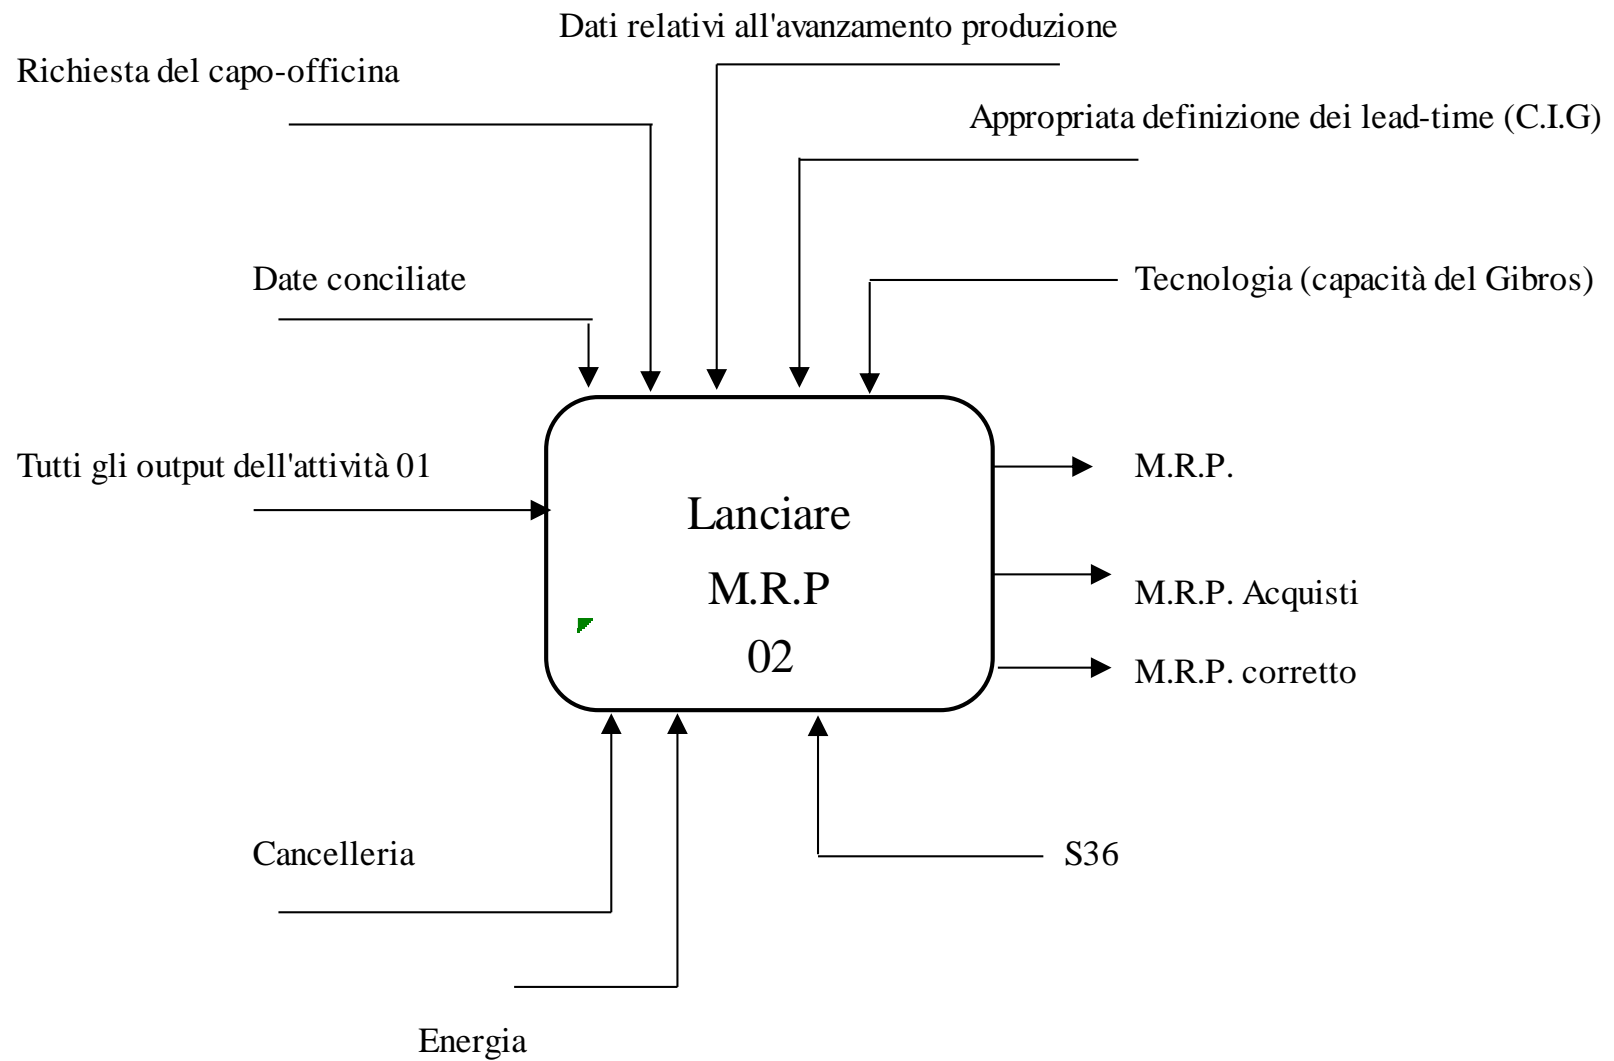 Dati relativi all'avanzamento produzione
Richiesta del capo-officina
Appropriata definizione dei lead-time (C.I.G)
Date conciliate
Tecnologia (capacità del Gibros)
Tutti gli output dell'attività 01
M.R.P.
Lanciare
M.R.P
02
M.R.P. Acquisti
M.R.P. corretto
Cancelleria
S36
Energia